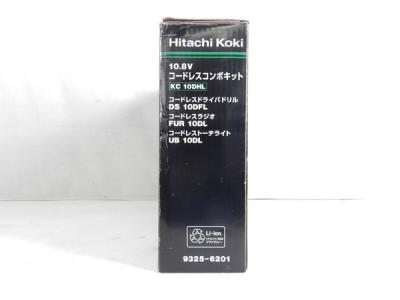 Hitachi Koki
10.8V
コードレスコンボキット
KC 10DHL
コードレスドライバドリル
DS 10DFL
コードレスラジオ
FUR 10DL
コードレストーチライト
UB 10DL
Li-ion
9325-6201